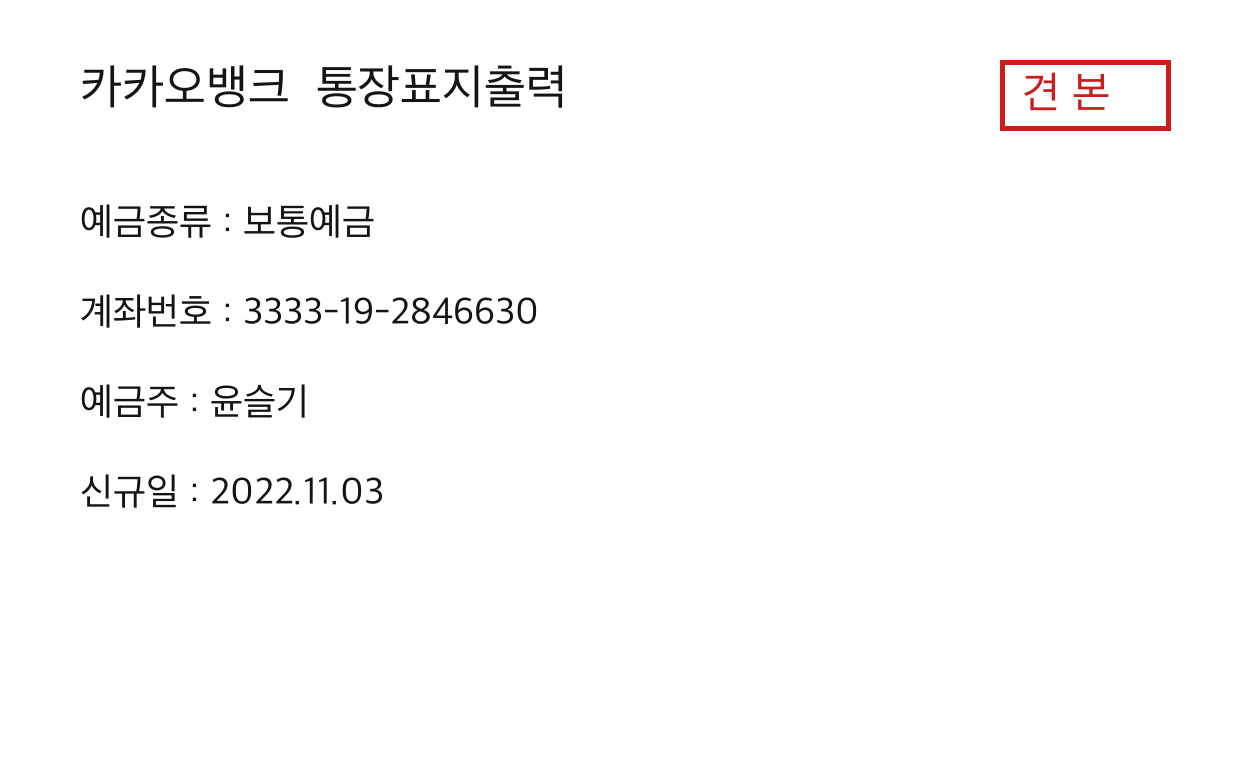 카카오뱅크 통장표지출력
견 본
예금종류 : 보통예금
계좌번호 : 3333-19-2846630
예금주 : 윤슬기
신규일 : 2022.11.03